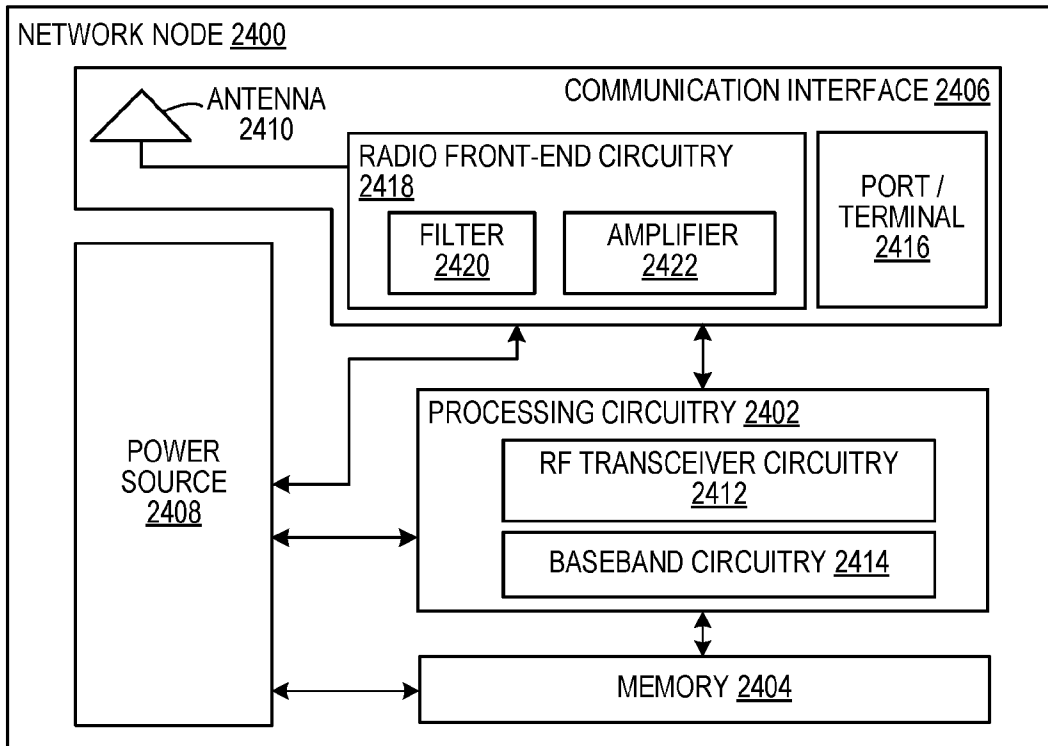 NETWORK NODE 2400
COMMUNICATION INTERFACE 2406
ANTENNA
2410
RADIO FRONT-END CIRCUITRY
2418
FILTER
2420
AMPLIFIER
2422
PORT /
TERMINAL
2416
POWER
SOURCE
2408
PROCESSING CIRCUITRY 2402
RF TRANSCEIVER CIRCUITRY
2412
BASEBAND CIRCUITRY 2414
MEMORY 2404